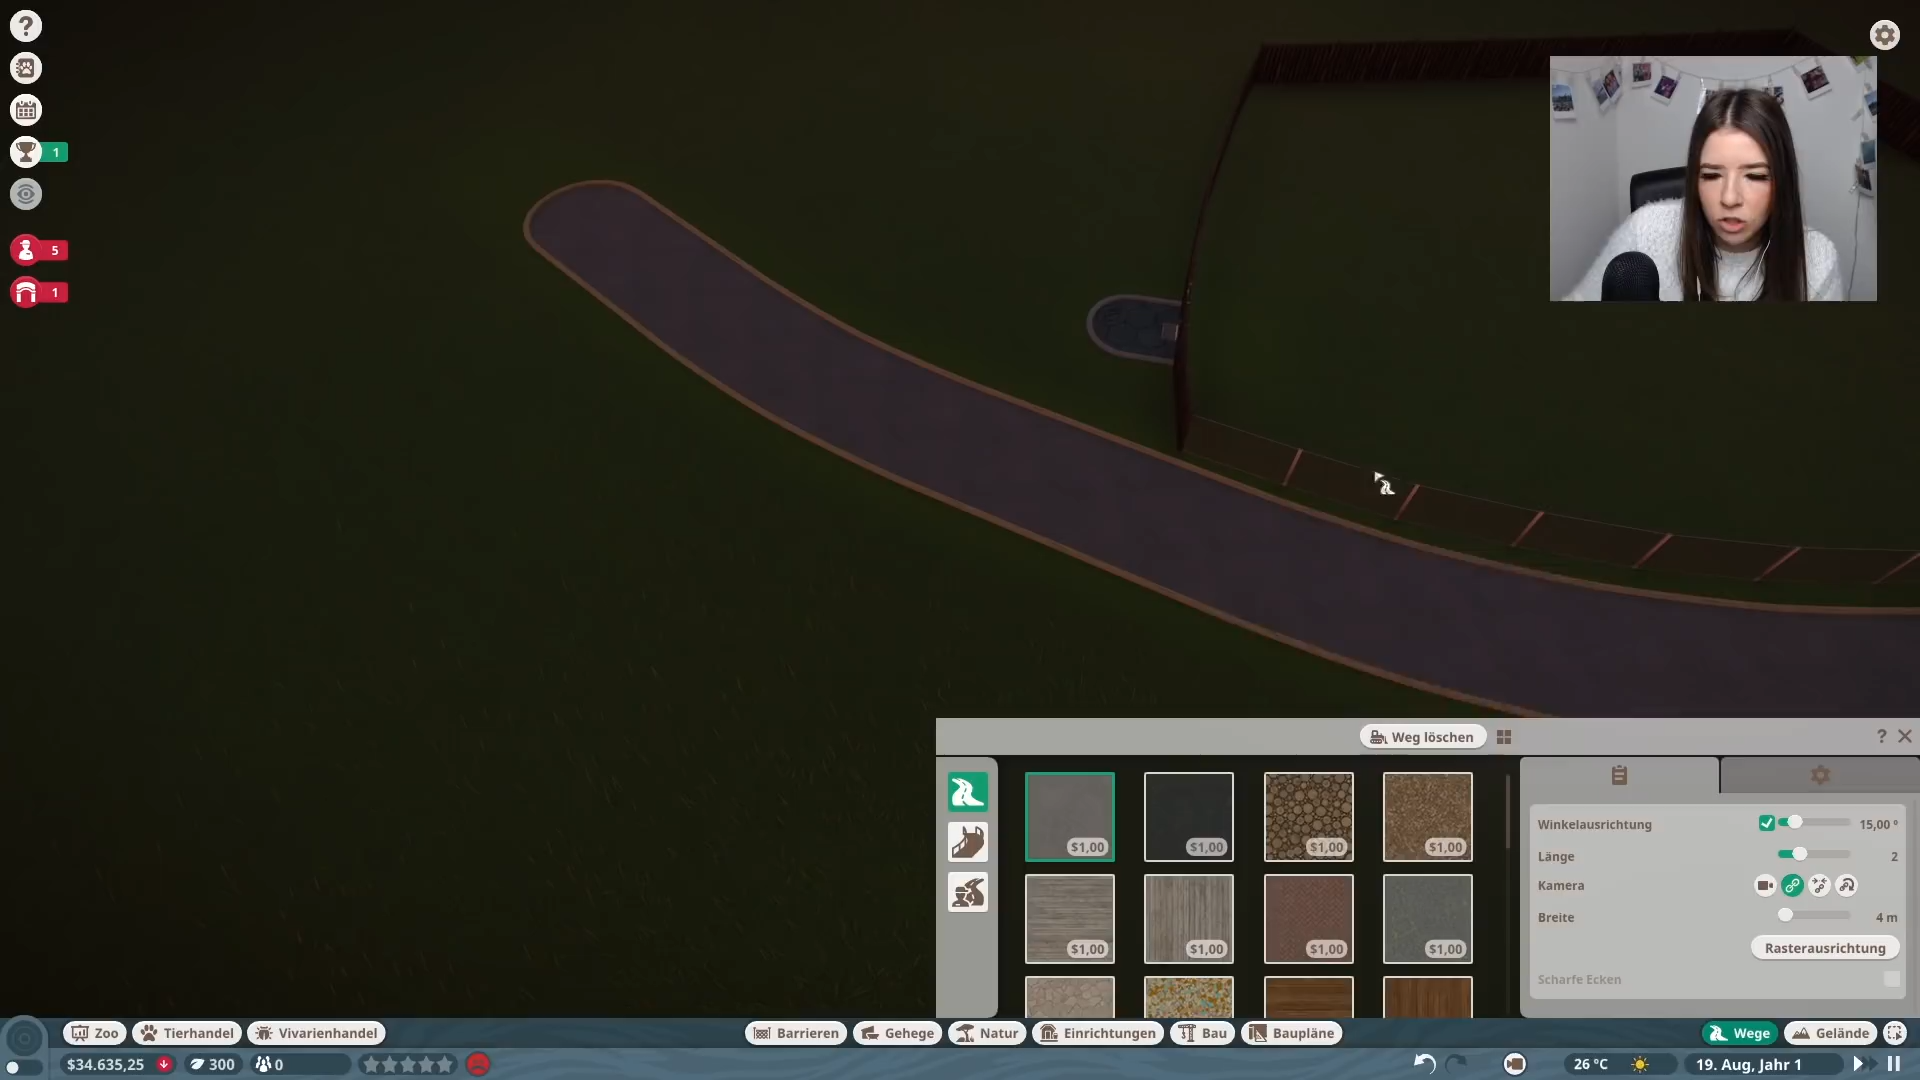 ?
1
5
1
Weg löschen
?
$1,00
$1,00
$1,00
$1,00
$1,00
$1,00
$1,00
$1,00
Winkelausrichtung
15,00 °
Länge
2
Kamera
Breite
4 m
Rasterausrichtung
Scharfe Ecken
Zoo
Tierhandel
Vivarienhandel
Barrieren
Gehege
Natur
Einrichtungen
Bau
Baupläne
Wege
Gelände
$34.635,25
300
0
26 °C
19. Aug, Jahr 1